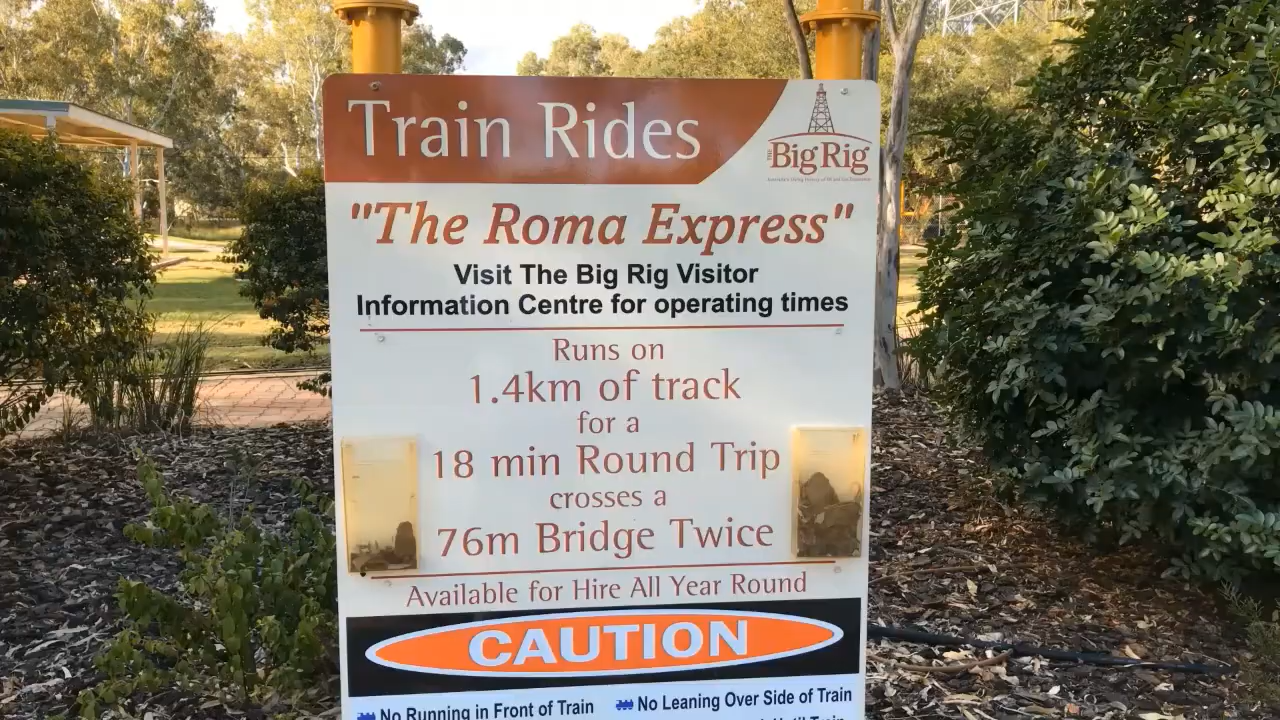 Train Rides
THE Big Rig
"The Roma Express"
Visit The Big Rig Visitor
Information Centre for operating times
Runs on
1.4km of track
for a
18 min Round Trip
crosses a
76m Bridge Twice
Available for Hire All Year Round
CAUTION
No Running in Front of Train
No Leaning Over Side of Train
Until Train